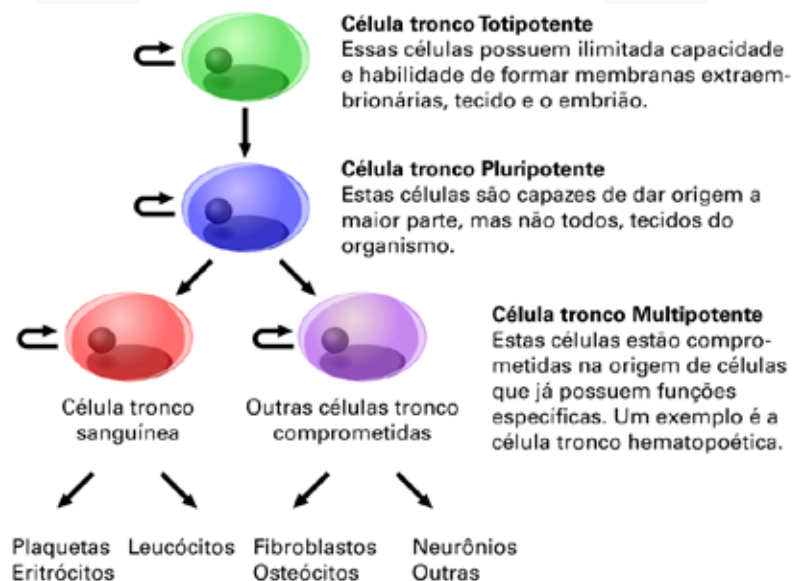 Célula tronco Totipotente
Essas células possuem ilimitada capacidade
e habilidade de formar membranas extraem-
brionárias, tecido e o embrião.
Célula tronco Pluripotente
Estas células são capazes de dar origem a
maior parte, mas não todos, tecidos do
organismo.
Célula tronco Multipotente
Estas células estão compro-
metidas na origem de células
que já possuem funções
específicas. Um exemplo é a
célula tronco hematopoética.
Célula tronco
sanguínea
Outras células tronco
comprometidas
Plaquetas
Eritrócitos
Leucócitos
Fibroblastos
Osteócitos
Neurônios
Outras